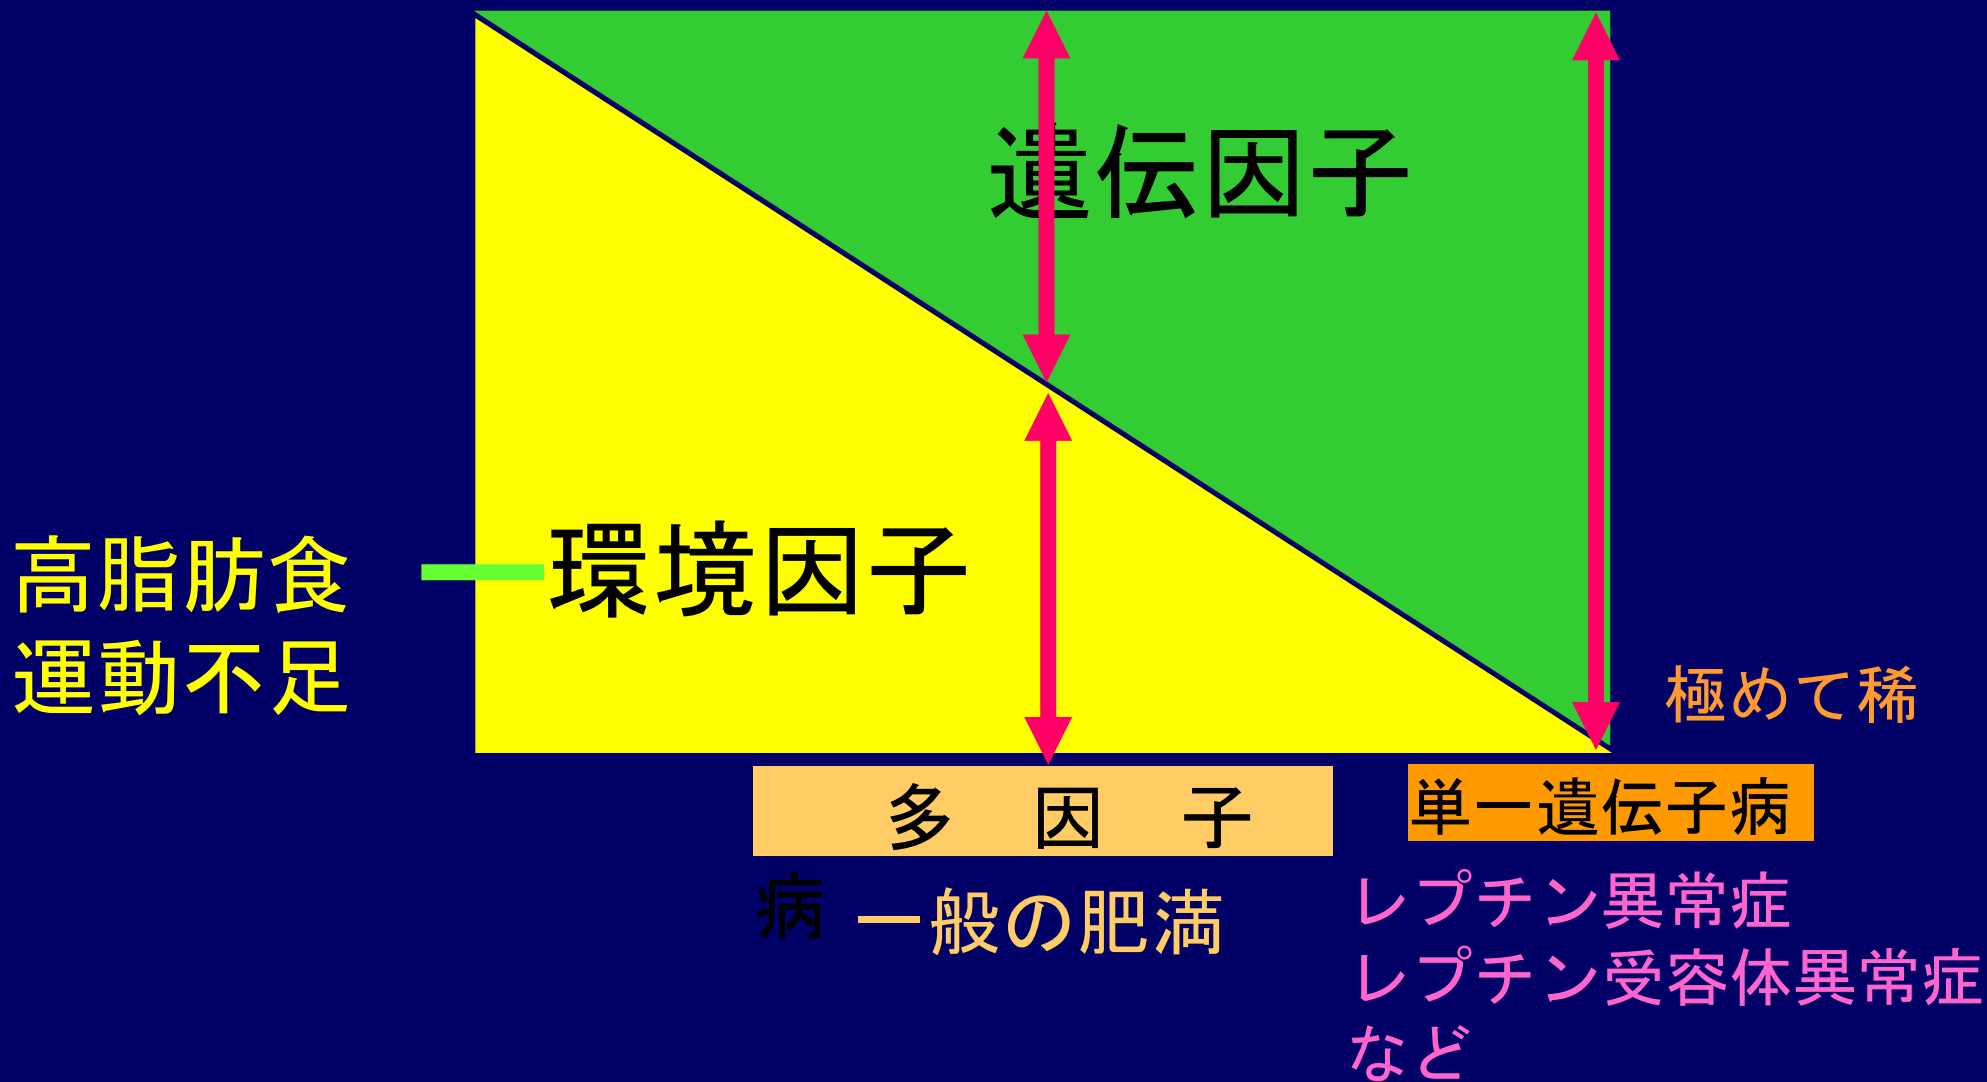 遺伝因子
環境因子
高脂肪食
運動不足
極めて稀
多因子
病
一般の肥満
単一遺伝子病
レプチン異常症
レプチン受容体異常症
など